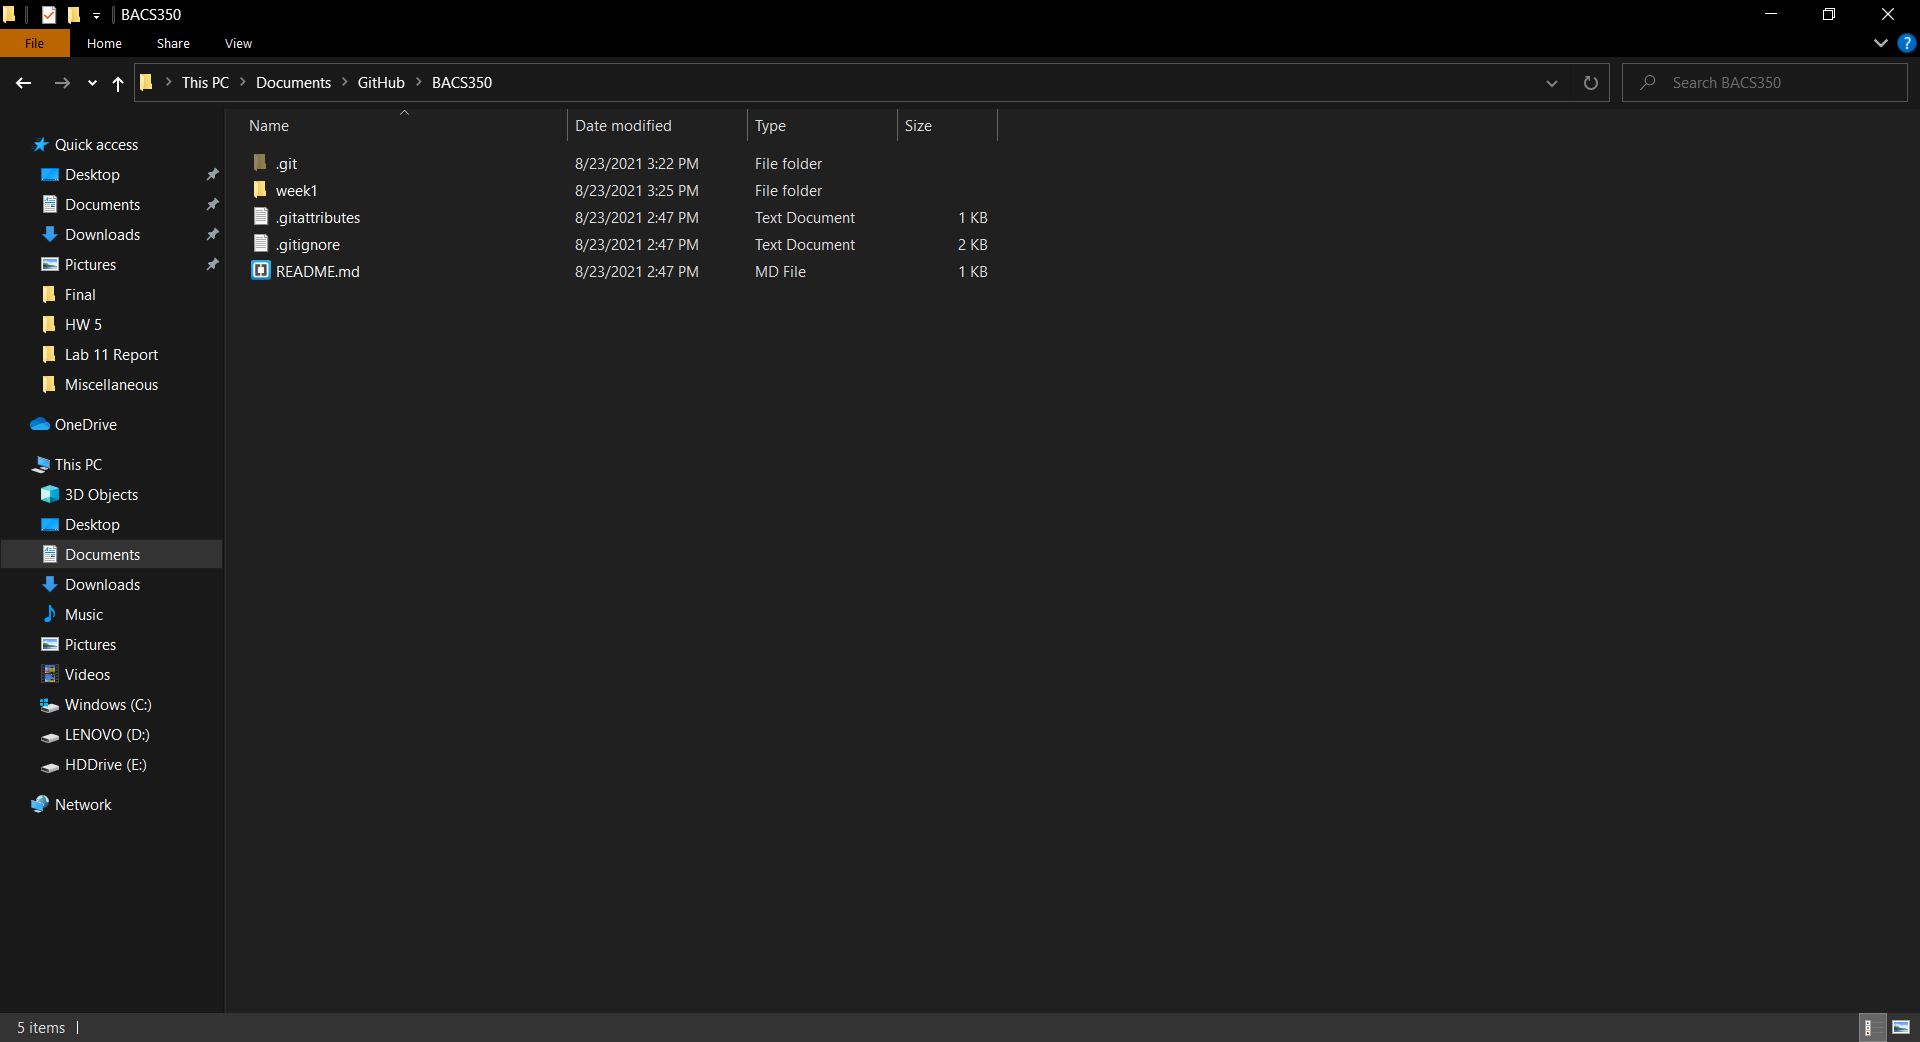 BACS350
File Home Share View
This PC Documents GitHub BACS350
Search BACS350
Name Date modified Type Size
.git 8/23/2021 3:22 PM File folder
week1 8/23/2021 3:25 PM File folder
.gitattributes 8/23/2021 2:47 PM Text Document 1 KB
.gitignore 8/23/2021 2:47 PM Text Document 2 KB
README.md 8/23/2021 2:47 PM MD File 1 KB
Quick access
Desktop
Documents
Downloads
Pictures
Final
HW 5
Lab 11 Report
Miscellaneous
OneDrive
This PC
3D Objects
Desktop
Documents
Downloads
Music
Pictures
Videos
Windows (C:)
LENOVO (D:)
HDDrive (E:)
Network
5 items